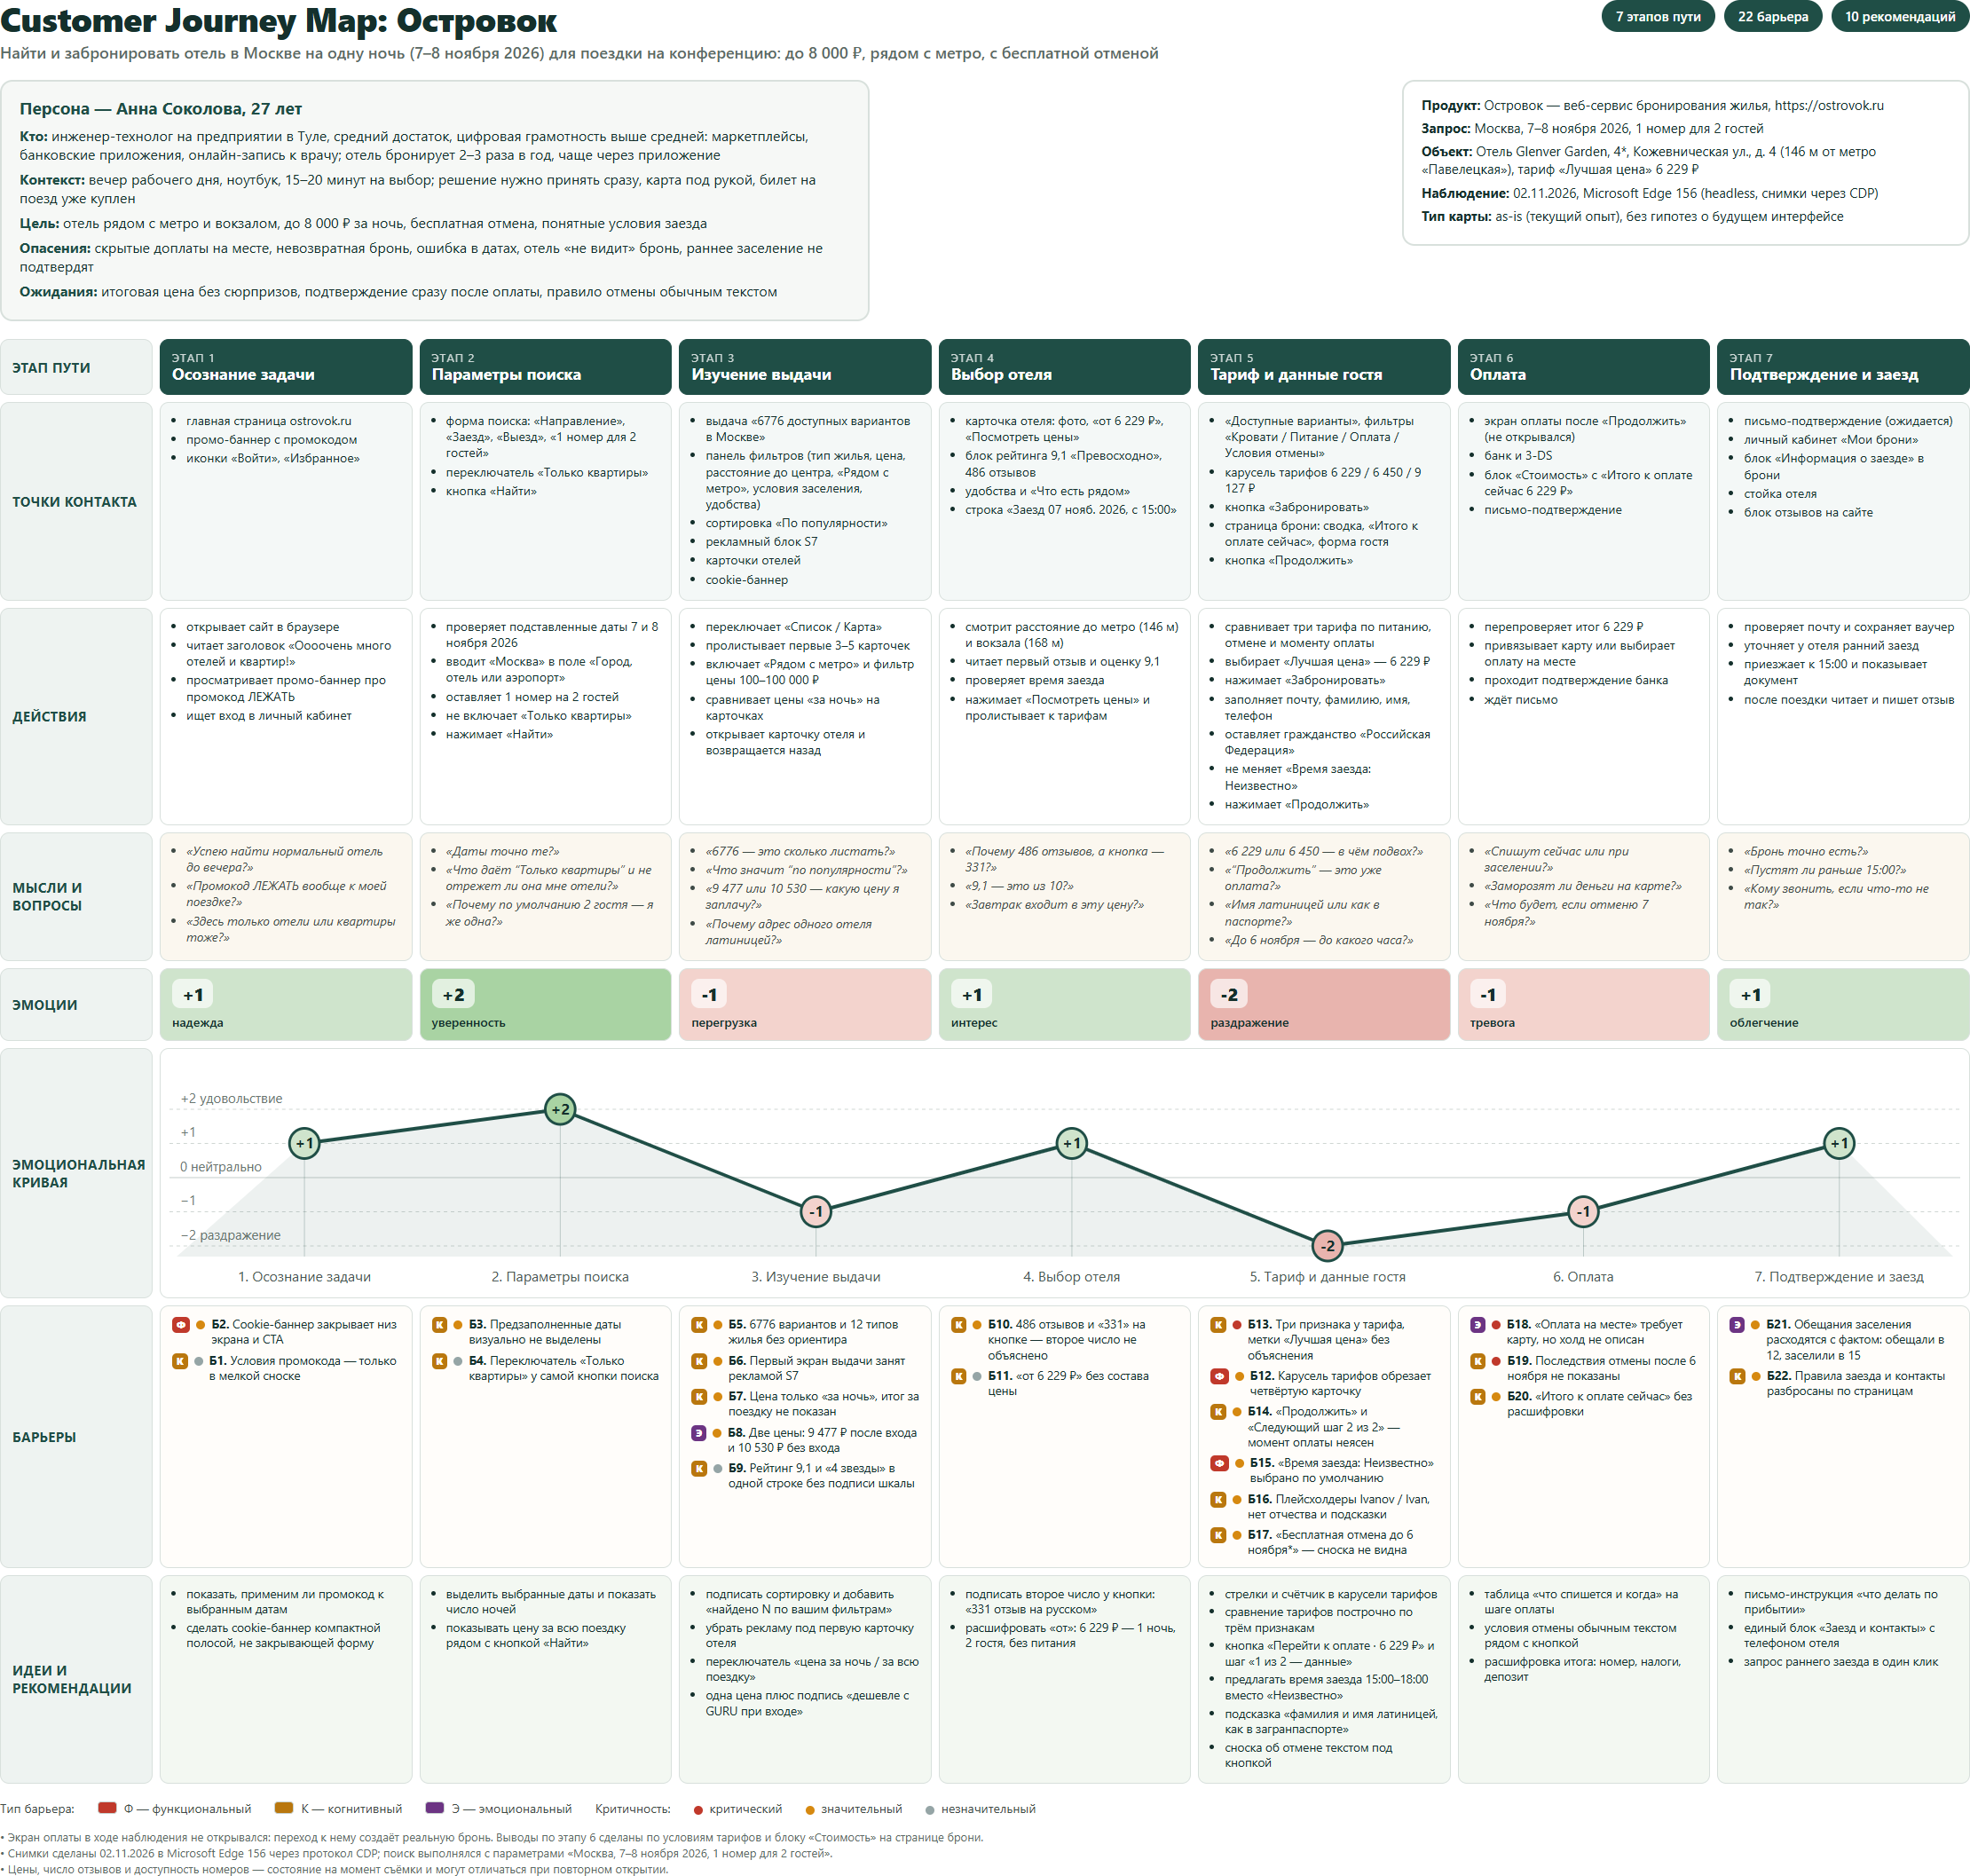 Customer Journey Map: Островок
7 этапов пути
22 барьера
10 рекомендаций
Найти и забронировать отель в Москве на одну ночь (7–8 ноября 2026) для поездки на конференцию: до 8 000 ₽, рядом с метро, с бесплатной отменой
Персона — Анна Соколова, 27 лет
Кто: инженер-технолог на предприятии в Туле, средний достаток, цифровая грамотность выше средней: маркетплейсы,
банковские приложения, онлайн-запись к врачу; отель бронирует 2–3 раза в год, чаще через приложение
Контекст: вечер рабочего дня, ноутбук, 15–20 минут на выбор; решение нужно принять сразу, карта под рукой, билет на
поезд уже куплен
Цель: отель рядом с метро и вокзалом, до 8 000 ₽ за ночь, бесплатная отмена, понятные условия заезда
Опасения: скрытые доплаты на месте, невозвратная бронь, ошибка в датах, отель «не видит» бронь, раннее заселение не
подтвердят
Ожидания: итоговая цена без сюрпризов, подтверждение сразу после оплаты, правило отмены обычным текстом
Продукт: Островок — веб-сервис бронирования жилья, https://ostrovok.ru
Запрос: Москва, 7–8 ноября 2026, 1 номер для 2 гостей
Объект: Отель Glenver Garden, 4*, Кожевническая ул., д. 4 (146 м от метро
«Павелецкая»), тариф «Лучшая цена» 6 229 ₽
Наблюдение: 02.11.2026, Microsoft Edge 156 (headless, снимки через CDP)
Тип карты: as-is (текущий опыт), без гипотез о будущем интерфейсе
ЭТАП ПУТИ
ЭТАП 1
Осознание задачи
ЭТАП 2
Параметры поиска
ЭТАП 3
Изучение выдачи
ЭТАП 4
Выбор отеля
ЭТАП 5
Тариф и данные гостя
ЭТАП 6
Оплата
ЭТАП 7
Подтверждение и заезд
ТОЧКИ КОНТАКТА
• главная страница ostrovok.ru
• промо-баннер с промокодом
• иконки «Войти», «Избранное»
• форма поиска: «Направление»,
«Заезд», «Выезд», «1 номер для 2
гостей»
• переключатель «Только квартиры»
• кнопка «Найти»
• выдача «6776 доступных вариантов
в Москве»
• панель фильтров (тип жилья, цена,
расстояние до центра, «Рядом с
метро», условия заселения,
удобства)
• сортировка «По популярности»
• рекламный блок S7
• карточки отелей
• cookie-баннер
• карточка отеля: фото, «от 6 229 ₽»,
«Посмотреть цены»
• блок рейтинга 9,1 «Превосходно»,
486 отзывов
• удобства и «Что есть рядом»
• строка «Заезд 07 нояб. 2026, с 15:00»
• «Доступные варианты», фильтры
«Кровати / Питание / Оплата /
Условия отмены»
• карусель тарифов 6 229 / 6 450 / 9
127 ₽
• кнопка «Забронировать»
• страница брони: сводка, «Итого к
оплате сейчас», форма гостя
• кнопка «Продолжить»
• экран оплаты после «Продолжить»
(не открывался)
• банк и 3-DS
• блок «Стоимость» с «Итого к оплате
сейчас 6 229 ₽»
• письмо-подтверждение
• письмо-подтверждение (ожидается)
• личный кабинет «Мои брони»
• блок «Информация о заезде» в
брони
• стойка отеля
• блок отзывов на сайте
ДЕЙСТВИЯ
• открывает сайт в браузере
• читает заголовок «Оооочень много
отелей и квартир!»
• просматривает промо-баннер про
промокод ЛЕЖАТЬ
• ищет вход в личный кабинет
• проверяет подставленные даты 7 и 8
ноября 2026
• вводит «Москва» в поле «Город,
отель или аэропорт»
• оставляет 1 номер на 2 гостей
• не включает «Только квартиры»
• нажимает «Найти»
• переключает «Список / Карта»
• пролистывает первые 3–5 карточек
• включает «Рядом с метро» и фильтр
цены 100–100 000 ₽
• сравнивает цены «за ночь» на
карточках
• открывает карточку отеля и
возвращается назад
• смотрит расстояние до метро (146 м)
и вокзала (168 м)
• читает первый отзыв и оценку 9,1
• проверяет время заезда
• нажимает «Посмотреть цены» и
пролистывает к тарифам
• сравнивает три тарифа по питанию,
отмене и моменту оплаты
• выбирает «Лучшая цена» — 6 229 ₽
• нажимает «Забронировать»
• заполняет почту, фамилию, имя,
телефон
• оставляет гражданство «Российская
Федерация»
• не меняет «Время заезда:
Неизвестно»
• нажимает «Продолжить»
• перепроверяет итог 6 229 ₽
• привязывает карту или выбирает
оплату на месте
• проходит подтверждение банка
• ждёт письмо
• проверяет почту и сохраняет ваучер
• уточняет у отеля ранний заезд
• приезжает к 15:00 и показывает
документ
• после поездки читает и пишет отзыв
МЫСЛИ И
ВОПРОСЫ
• «Успею найти нормальный отель
до вечера?»
• «Промокод ЛЕЖАТЬ вообще к моей
поездке?»
• «Здесь только отели или квартиры
тоже?»
• «Даты точно те?»
• «Что даёт "Только квартиры" и не
отрежет ли она мне отели?»
• «Почему по умолчанию 2 гостя — я
же одна?»
• «6776 — это сколько листать?»
• «Что значит "по популярности"?»
• «9 477 или 10 530 — какую цену я
заплачу?»
• «Почему адрес одного отеля
латиницей?»
• «Почему 486 отзывов, а кнопка —
331?»
• «9,1 — это из 10?»
• «Завтрак входит в эту цену?»
• «6 229 или 6 450 — в чём подвох?»
• «"Продолжить" — это уже
оплата?»
• «Имя латиницей или как в
паспорте?»
• «До 6 ноября — до какого часа?»
• «Спишут сейчас или при
заселении?»
• «Заморозят ли деньги на карте?»
• «Что будет, если отменю 7
ноября?»
• «Бронь точно есть?»
• «Пустят ли раньше 15:00?»
• «Кому звонить, если что-то не
так?»
ЭМОЦИИ
+1
надежда
+2
уверенность
-1
перегрузка
+1
интерес
-2
раздражение
-1
тревога
+1
облегчение
ЭМОЦИОНАЛЬНАЯ
КРИВАЯ
+2 удовольствие
+1
0 нейтрально
−1
−2 раздражение
+1
+2
-1
+1
-2
-1
+1
1. Осознание задачи
2. Параметры поиска
3. Изучение выдачи
4. Выбор отеля
5. Тариф и данные гостя
6. Оплата
7. Подтверждение и заезд
БАРЬЕРЫ
Ф Б2. Cookie-баннер закрывает низ
экрана и CTA
К Б1. Условия промокода — только
в мелкой сноске
К Б3. Предзаполненные даты
визуально не выделены
К Б4. Переключатель «Только
квартиры» у самой кнопки поиска
К Б5. 6776 вариантов и 12 типов
жилья без ориентира
К Б6. Первый экран выдачи занят
рекламой S7
К Б7. Цена только «за ночь», итог за
поездку не показан
Э Б8. Две цены: 9 477 ₽ после входа
и 10 530 ₽ без входа
К Б9. Рейтинг 9,1 и «4 звезды» в
одной строке без подписи шкалы
К Б10. 486 отзывов и «331» на
кнопке — второе число не
объяснено
К Б11. «от 6 229 ₽» без состава
цены
К Б13. Три признака у тарифа,
метки «Лучшая цена» без
объяснения
Ф Б12. Карусель тарифов обрезает
четвёртую карточку
К Б14. «Продолжить» и
«Следующий шаг 2 из 2» —
момент оплаты неясен
Ф Б15. «Время заезда: Неизвестно»
выбрано по умолчанию
К Б16. Плейсхолдеры Ivanov / Ivan,
нет отчества и подсказки
К Б17. «Бесплатная отмена до 6
ноября*» — сноска не видна
Э Б18. «Оплата на месте» требует
карту, но холд не описан
К Б19. Последствия отмены после 6
ноября не показаны
К Б20. «Итого к оплате сейчас» без
расшифровки
Э Б21. Обещания заселения
расходятся с фактом: обещали в
12, заселили в 15
К Б22. Правила заезда и контакты
разбросаны по страницам
ИДЕИ И
РЕКОМЕНДАЦИИ
• показать, применим ли промокод к
выбранным датам
• сделать cookie-баннер компактной
полосой, не закрывающей форму
• выделить выбранные даты и показать
число ночей
• показывать цену за всю поездку
рядом с кнопкой «Найти»
• подписать сортировку и добавить
«найдено N по вашим фильтрам»
• убрать рекламу под первую карточку
отеля
• переключатель «цена за ночь / за всю
поездку»
• одна цена плюс подпись «дешевле с
GURU при входе»
• подписать второе число у кнопки:
«331 отзыв на русском»
• расшифровать «от»: 6 229 ₽ — 1 ночь,
2 гостя, без питания
• стрелки и счётчик в карусели тарифов
• сравнение тарифов построчно по
трём признакам
• кнопка «Перейти к оплате · 6 229 ₽» и
шаг «1 из 2 — данные»
• предлагать время заезда 15:00–18:00
вместо «Неизвестно»
• подсказка «фамилия и имя латиницей,
как в загранпаспорте»
• сноска об отмене текстом под
кнопкой
• таблица «что спишется и когда» на
шаге оплаты
• условия отмены обычным текстом
рядом с кнопкой
• расшифровка итога: номер, налоги,
депозит
• письмо-инструкция «что делать по
прибытии»
• единый блок «Заезд и контакты» с
телефоном отеля
• запрос раннего заезда в один клик
Тип барьера: Ф — функциональный К — когнитивный Э — эмоциональный Критичность: критический значительный незначительный
• Экран оплаты в ходе наблюдения не открывался: переход к нему создаёт реальную бронь. Выводы по этапу 6 сделаны по условиям тарифов и блоку «Стоимость» на странице брони.
• Снимки сделаны 02.11.2026 в Microsoft Edge 156 через протокол CDP; поиск выполнялся с параметрами «Москва, 7–8 ноября 2026, 1 номер для 2 гостей».
• Цены, число отзывов и доступность номеров — состояние на момент съёмки и могут отличаться при повторном открытии.